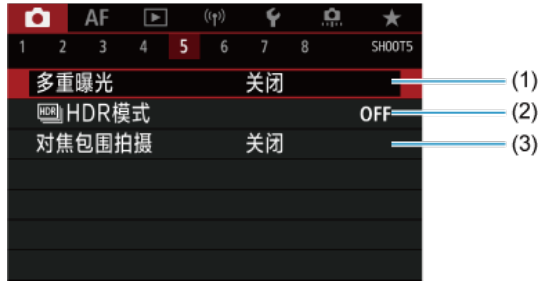 AF
1 2 3 4 5 6 7 8 SHOOT5
多重曝光 关闭 (1)
HDR HDR模式 OFF (2)
对焦包围拍摄 关闭 (3)